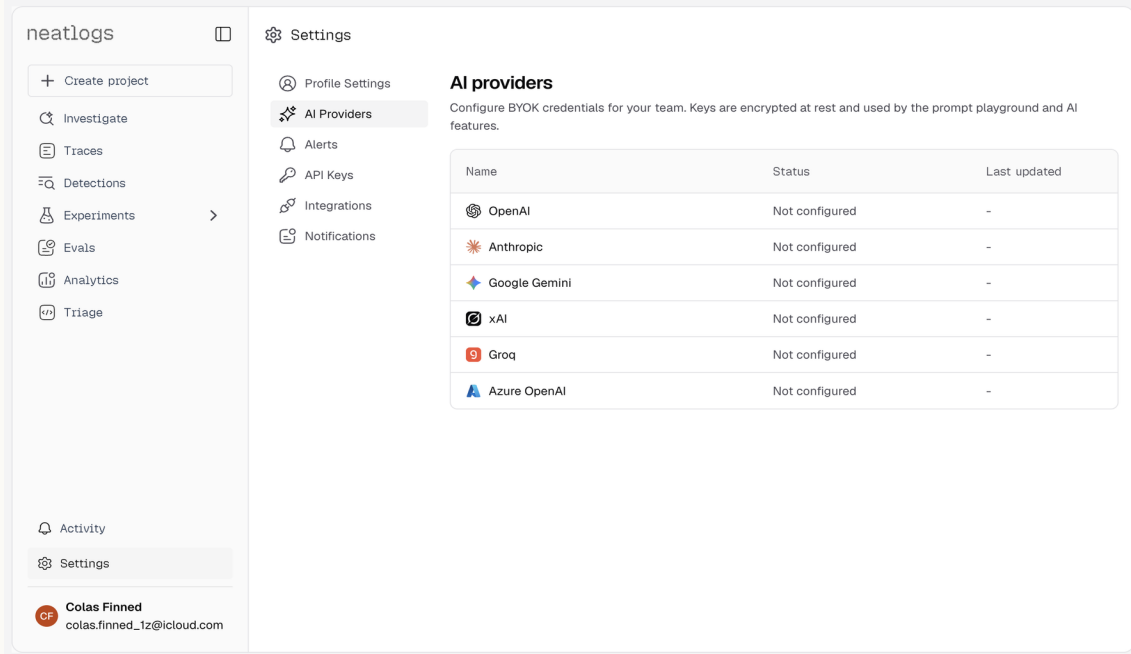 neatlogs
Create project
Investigate
Traces
Detections
Experiments
Evals
Analytics
Triage
Activity
Settings
CF
Colas Finned
colas.finned_1z@icloud.com
Settings
Profile Settings
AI Providers
Alerts
API Keys
Integrations
Notifications
AI providers
Configure BYOK credentials for your team. Keys are encrypted at rest and used by the prompt playground and AI
features.
Name Status Last updated
OpenAI Not configured -
Anthropic Not configured -
Google Gemini Not configured -
xAI Not configured -
9 Groq Not configured -
Azure OpenAI Not configured -